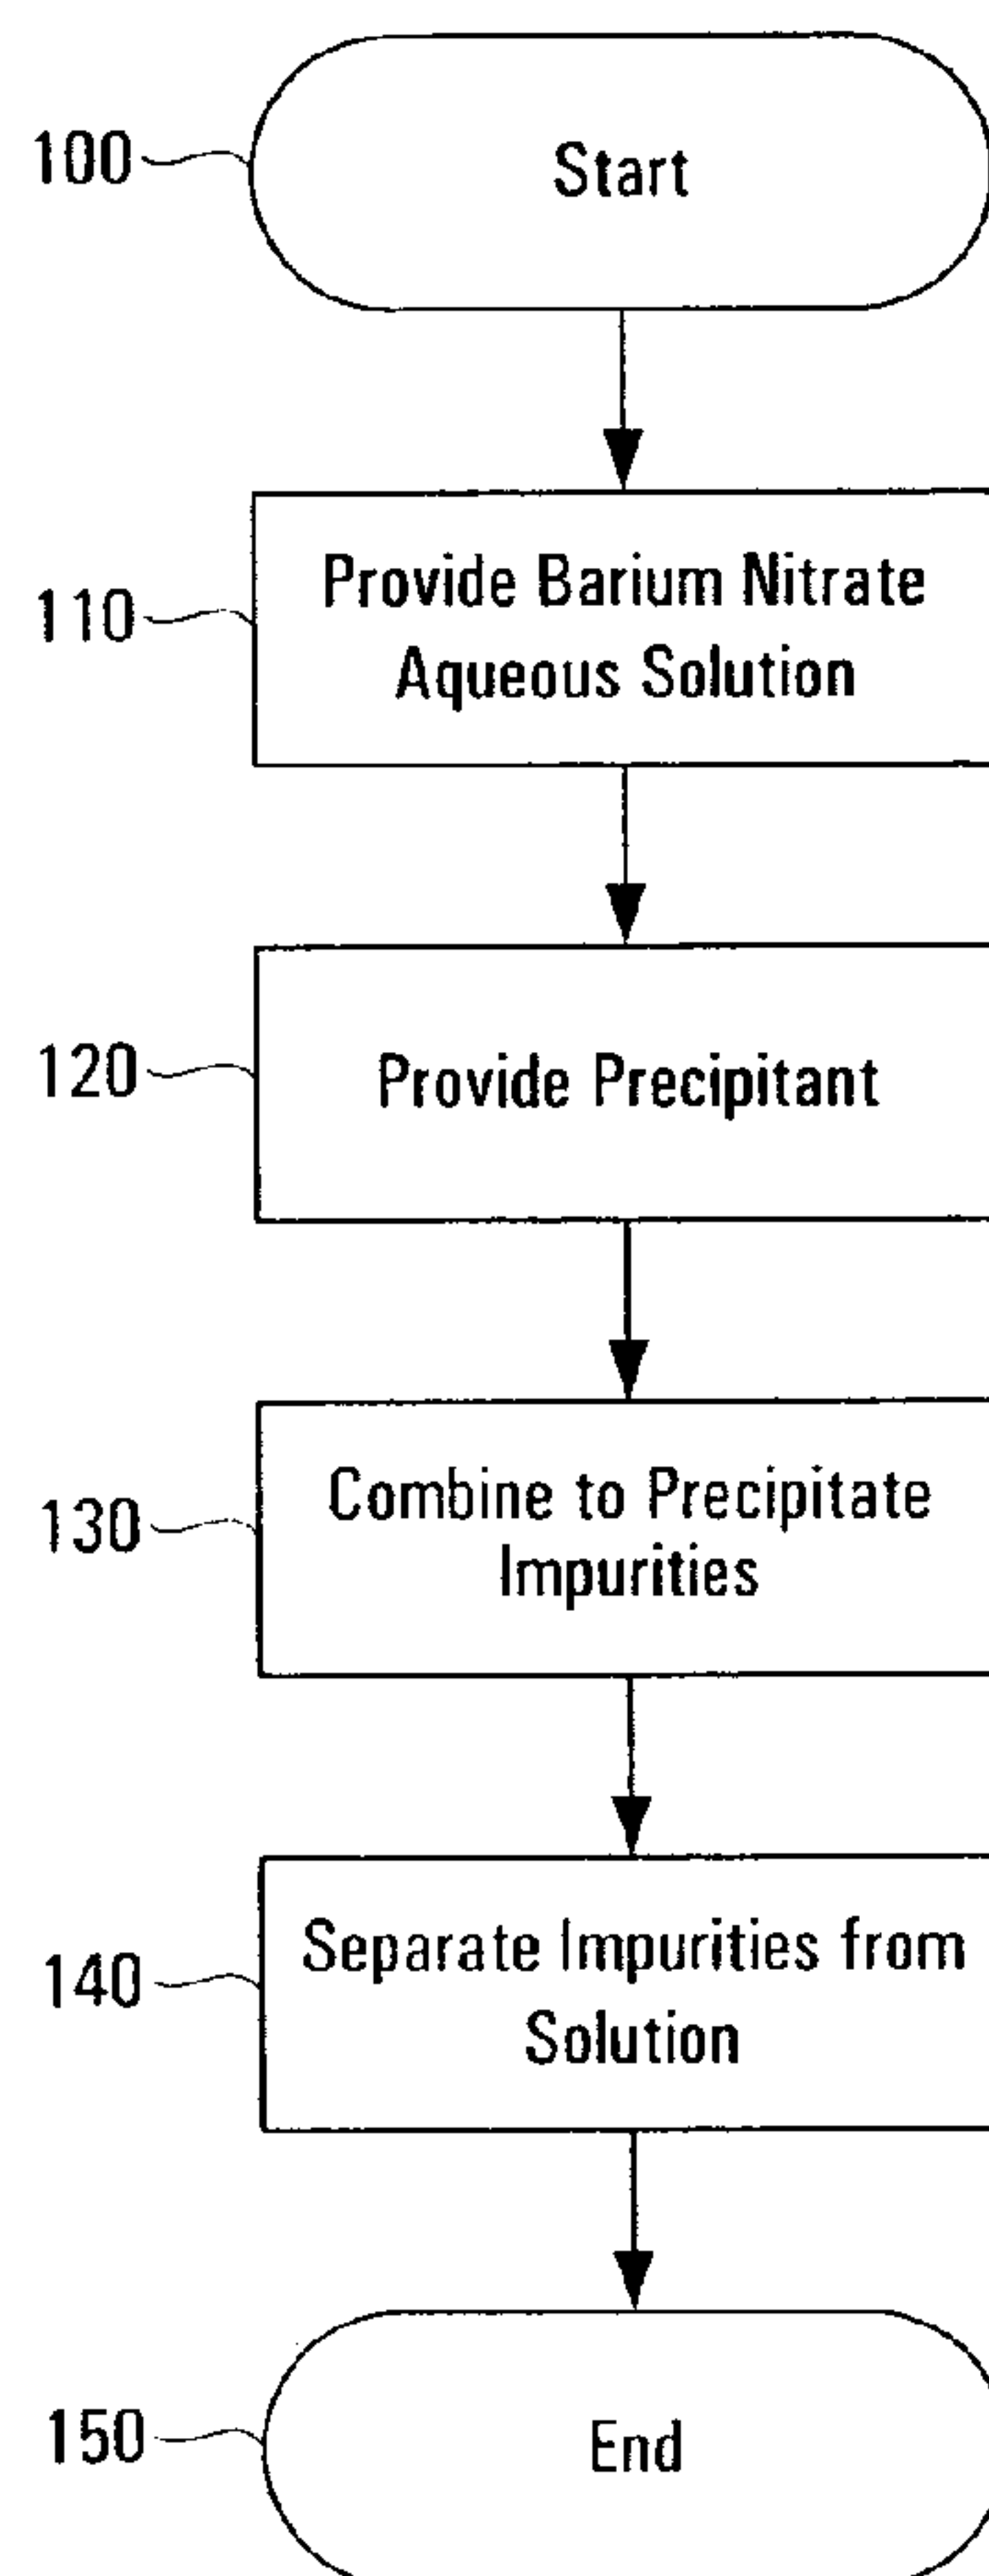 100
Start
110
Provide Barium Nitrate
Aqueous Solution
120
Provide Precipitant
130
Combine to Precipitate
Impurities
140
Separate Impurities from
Solution
150
End